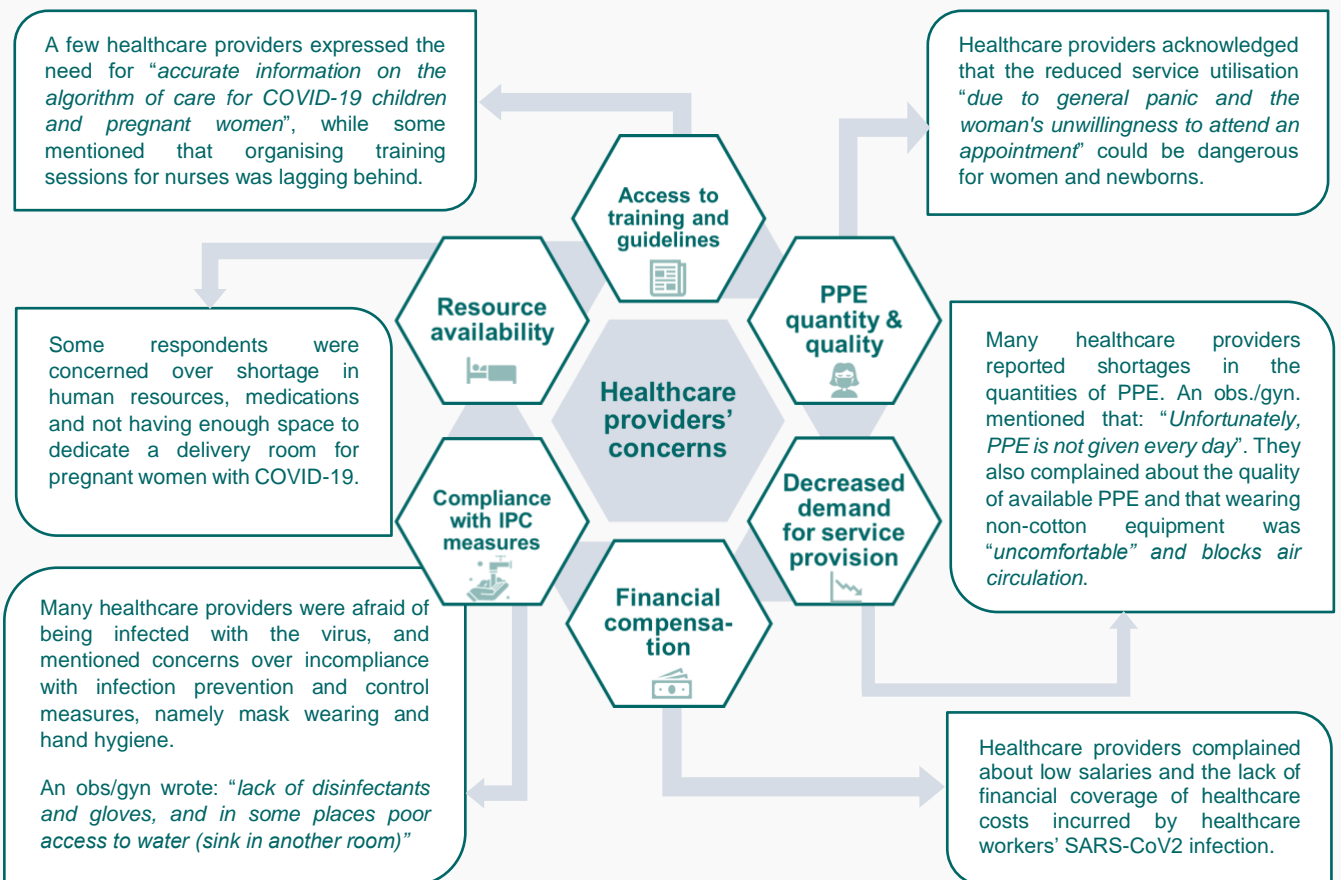 A few healthcare providers expressed the
need for “accurate information on the
algorithm of care for COVID-19 children
and pregnant women”, while some
mentioned that organising training
sessions for nurses was lagging behind.
Healthcare providers acknowledged
that the reduced service utilisation
“due to general panic and the
woman's unwillingness to attend an
appointment” could be dangerous
for women and newborns.
Access to
training and
guidelines
Resource
availability
PPE
quantity &
quality
Some respondents were
concerned over shortage in
human resources, medications
and not having enough space to
dedicate a delivery room for
pregnant women with COVID-19.
Healthcare
providers’
concerns
Many healthcare providers
reported shortages in the
quantities of PPE. An obs./gyn.
mentioned that: “Unfortunately,
PPE is not given every day”. They
also complained about the quality
of available PPE and that wearing
non-cotton equipment was
“uncomfortable” and blocks air
circulation.
Compliance
with IPC
measures
Decreased
demand
for service
provision
Financial
compensa-
tion
Many healthcare providers were afraid of
being infected with the virus, and
mentioned concerns over incompliance
with infection prevention and control
measures, namely mask wearing and
hand hygiene.
An obs/gyn wrote: “lack of disinfectants
and gloves, and in some places poor
access to water (sink in another room)”
Healthcare providers complained
about low salaries and the lack of
financial coverage of healthcare
costs incurred by healthcare
workers’ SARS-CoV2 infection.